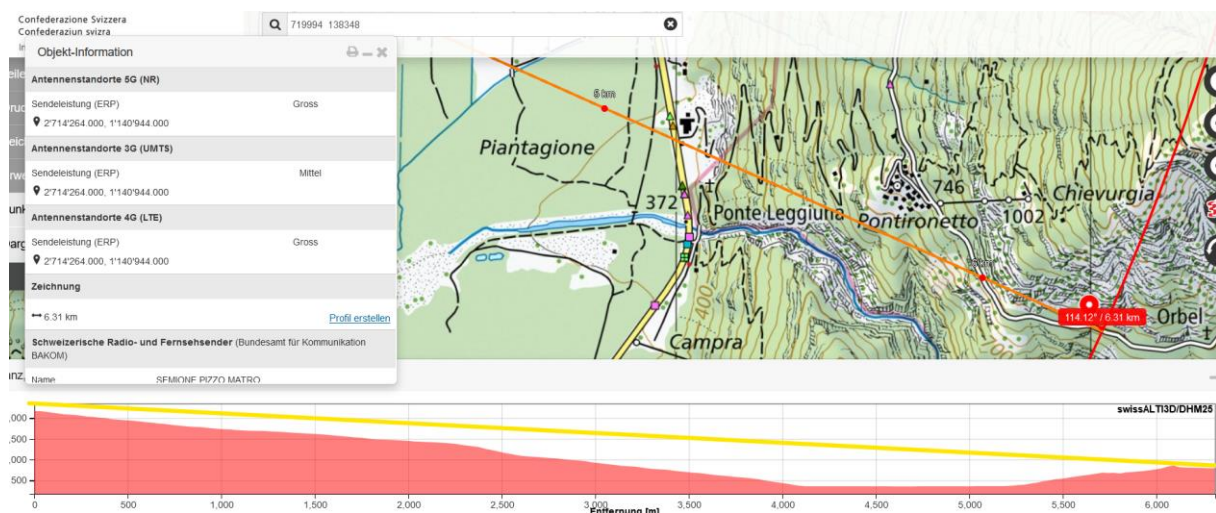 Confederazione Svizzera
Confederaziun svizra
719994 138348
Objekt-Information
Antennenstandorte 5G (NR)
Sendeleistung (ERP) Gross
2'714'264.000, 1'140'944.000
Antennenstandorte 3G (UMTS)
Sendeleistung (ERP) Mittel
2'714'264.000, 1'140'944.000
Antennenstandorte 4G (LTE)
Sendeleistung (ERP) Gross
2'714'264.000, 1'140'944.000
Zeichnung
6.31 km Profil erstellen
Schweizerische Radio- und Fernsehsender (Bundesamt für Kommunikation
BAKOM)
Name SEMIONE PIZZO MATRO
Piantagione
372
Ponte Leggiuna
Pontironetto
746
1002
Chievurgia
400
700
Campra
114.12° / 6.31 km
Orbel
swissALTI3D/DHM25
,000
,500
,000
500
0 500 1,000 1,500 2,000 2,500 3,000 3,500 4,000 4,500 5,000 5,500 6,000
Entfernung [m]